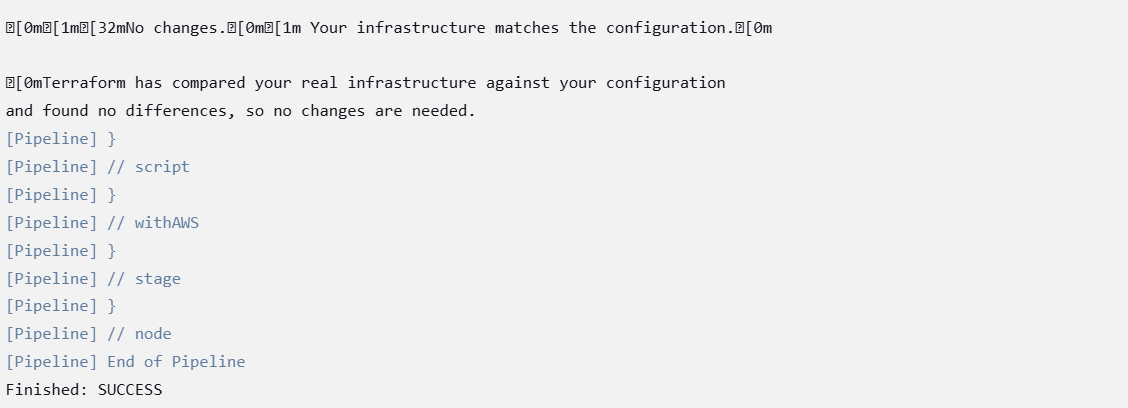 ␛[0m␛[1m␛[32mNo changes.␛[0m␛[1m Your infrastructure matches the configuration.␛[0m
␛[0mTerraform has compared your real infrastructure against your configuration
and found no differences, so no changes are needed.
[Pipeline] }
[Pipeline] // script
[Pipeline] }
[Pipeline] // withAWS
[Pipeline] }
[Pipeline] // stage
[Pipeline] }
[Pipeline] // node
[Pipeline] End of Pipeline
Finished: SUCCESS